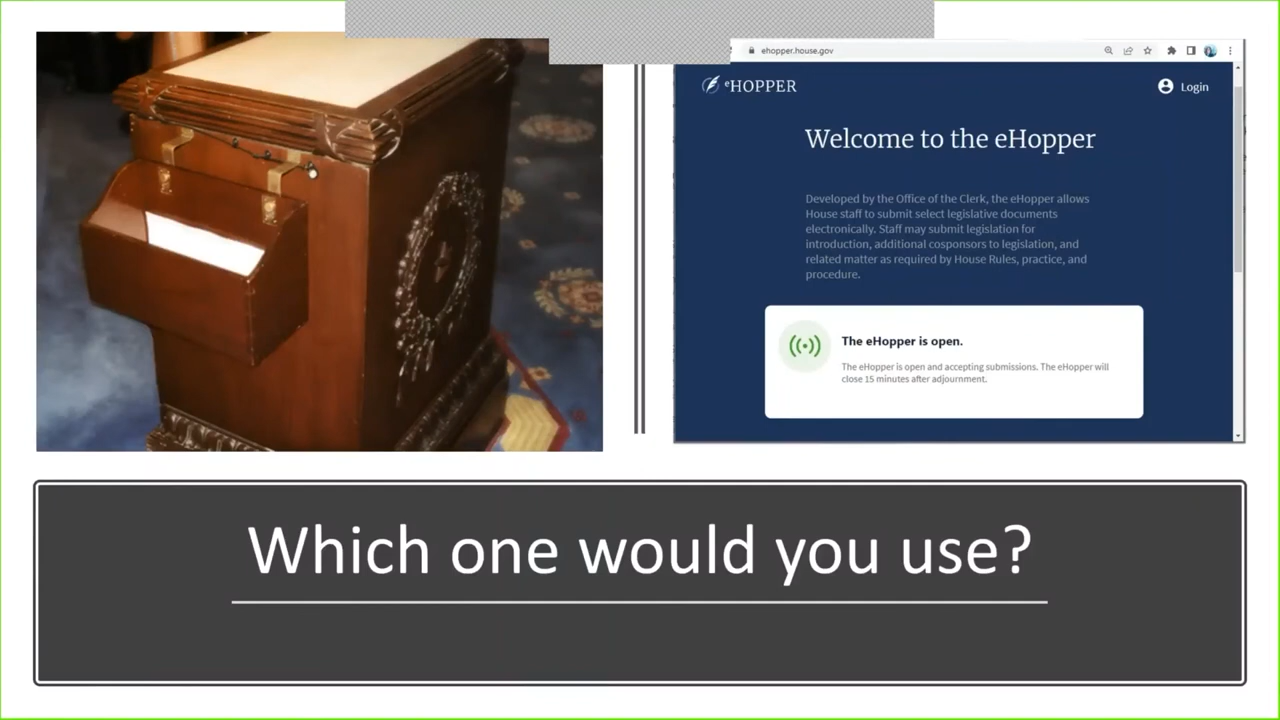 ehopper.house.gov
eHOPPER
Login
Welcome to the eHopper
Developed by the Office of the Clerk, the eHopper allows
House staff to submit select legislative documents
electronically. Staff may submit legislation for
introduction, additional cosponsors to legislation, and
related matter as required by House Rules, practice, and
procedure.
The eHopper is open.
The eHopper is open and accepting submissions. The eHopper will
close 15 minutes after adjournment.
Which one would you use?